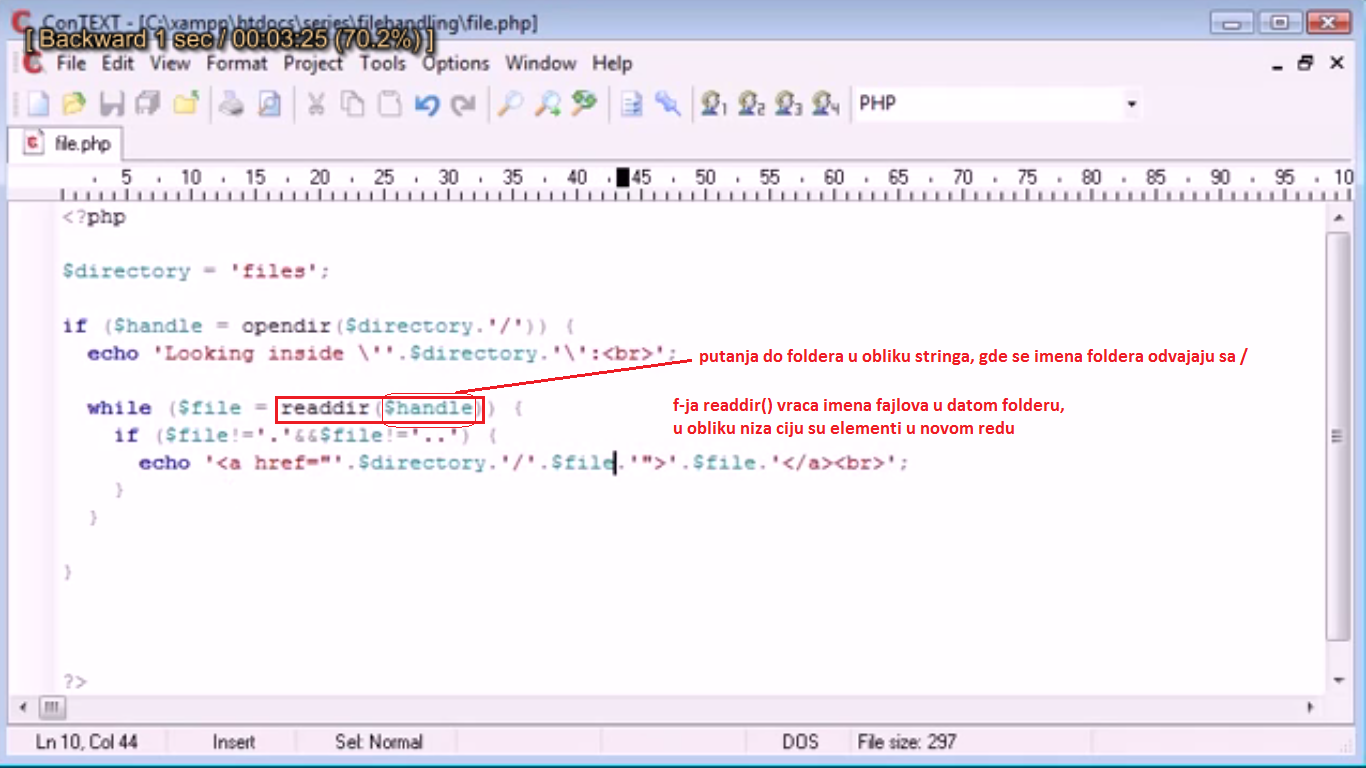 ConTEXT - [C:\xampp\htdocs\series\filehandling\file.php]
[ Backward 1 sec / 00:03:25 (70.2%) ]
File Edit View Format Project Tools Options Window Help
1 2 3 4 PHP
file.php
5 10 15 20 25 30 35 40 45 50 55 60 65 70 75 80 85 90 95 10
<?php
$directory = 'files';
if ($handle = opendir($directory.'/')) {
echo 'Looking inside \''.$directory.'\':<br>';
putanja do foldera u obliku stringa, gde se imena foldera odvajaju sa /
while ($file = readdir($handle)) {
f-ja readdir() vraca imena fajlova u datom folderu,
u obliku niza ciju su elementi u novom redu
if ($file!='.'&&$file!='..') {
echo '<a href="'.$directory.'/'.$file.'">'.$file.'</a><br>';
}
}
}
?>
Ln 10, Col 44 Insert Sel: Normal DOS File size: 297